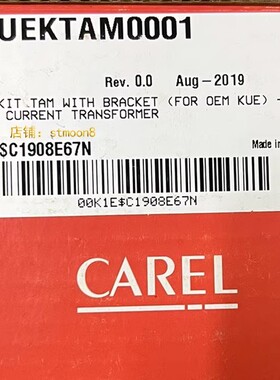 UEKTAM0001
Rev. 0.0 Aug-2019
KIT TAM WITH BRACKET (FOR OEM KUE) -
CURRENT TRANSFORMER
店铺: stmoon8
$C1908E67N
Made in
00K1E$C1908E67N
CAREL